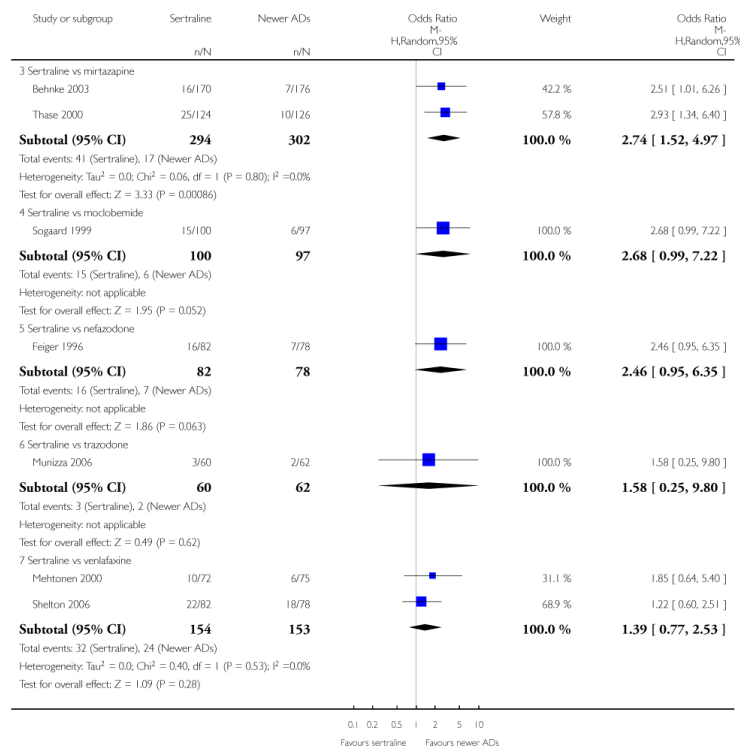 Study or subgroup Sertraline Newer ADs Odds Ratio Weight Odds Ratio
M- M-
H,Random,95% H,Random,95%
n/N n/N CI CI
3 Sertraline vs mirtazapine
Behnke 2003 16/170 7/176 42.2 % 2.51 [ 1.01, 6.26 ]
Thase 2000 25/124 10/126 57.8 % 2.93 [ 1.34, 6.40 ]
Subtotal (95% CI) 294 302 100.0 % 2.74 [ 1.52, 4.97 ]
Total events: 41 (Sertraline), 17 (Newer ADs)
Heterogeneity: Tau² = 0.0; Chi² = 0.06, df = 1 (P = 0.80); I² =0.0%
Test for overall effect: Z = 3.33 (P = 0.00086)
4 Sertraline vs moclobemide
Sogaard 1999 15/100 6/97 100.0 % 2.68 [ 0.99, 7.22 ]
Subtotal (95% CI) 100 97 100.0 % 2.68 [ 0.99, 7.22 ]
Total events: 15 (Sertraline), 6 (Newer ADs)
Heterogeneity: not applicable
Test for overall effect: Z = 1.95 (P = 0.052)
5 Sertraline vs nefazodone
Feiger 1996 16/82 7/78 100.0 % 2.46 [ 0.95, 6.35 ]
Subtotal (95% CI) 82 78 100.0 % 2.46 [ 0.95, 6.35 ]
Total events: 16 (Sertraline), 7 (Newer ADs)
Heterogeneity: not applicable
Test for overall effect: Z = 1.86 (P = 0.063)
6 Sertraline vs trazodone
Munizza 2006 3/60 2/62 100.0 % 1.58 [ 0.25, 9.80 ]
Subtotal (95% CI) 60 62 100.0 % 1.58 [ 0.25, 9.80 ]
Total events: 3 (Sertraline), 2 (Newer ADs)
Heterogeneity: not applicable
Test for overall effect: Z = 0.49 (P = 0.62)
7 Sertraline vs venlafaxine
Mehtonen 2000 10/72 6/75 31.1 % 1.85 [ 0.64, 5.40 ]
Shelton 2006 22/82 18/78 68.9 % 1.22 [ 0.60, 2.51 ]
Subtotal (95% CI) 154 153 100.0 % 1.39 [ 0.77, 2.53 ]
Total events: 32 (Sertraline), 24 (Newer ADs)
Heterogeneity: Tau² = 0.0; Chi² = 0.40, df = 1 (P = 0.53); I² =0.0%
Test for overall effect: Z = 1.09 (P = 0.28)
0.1 0.2 0.5 1 2 5 10
Favours sertraline Favours newer ADs